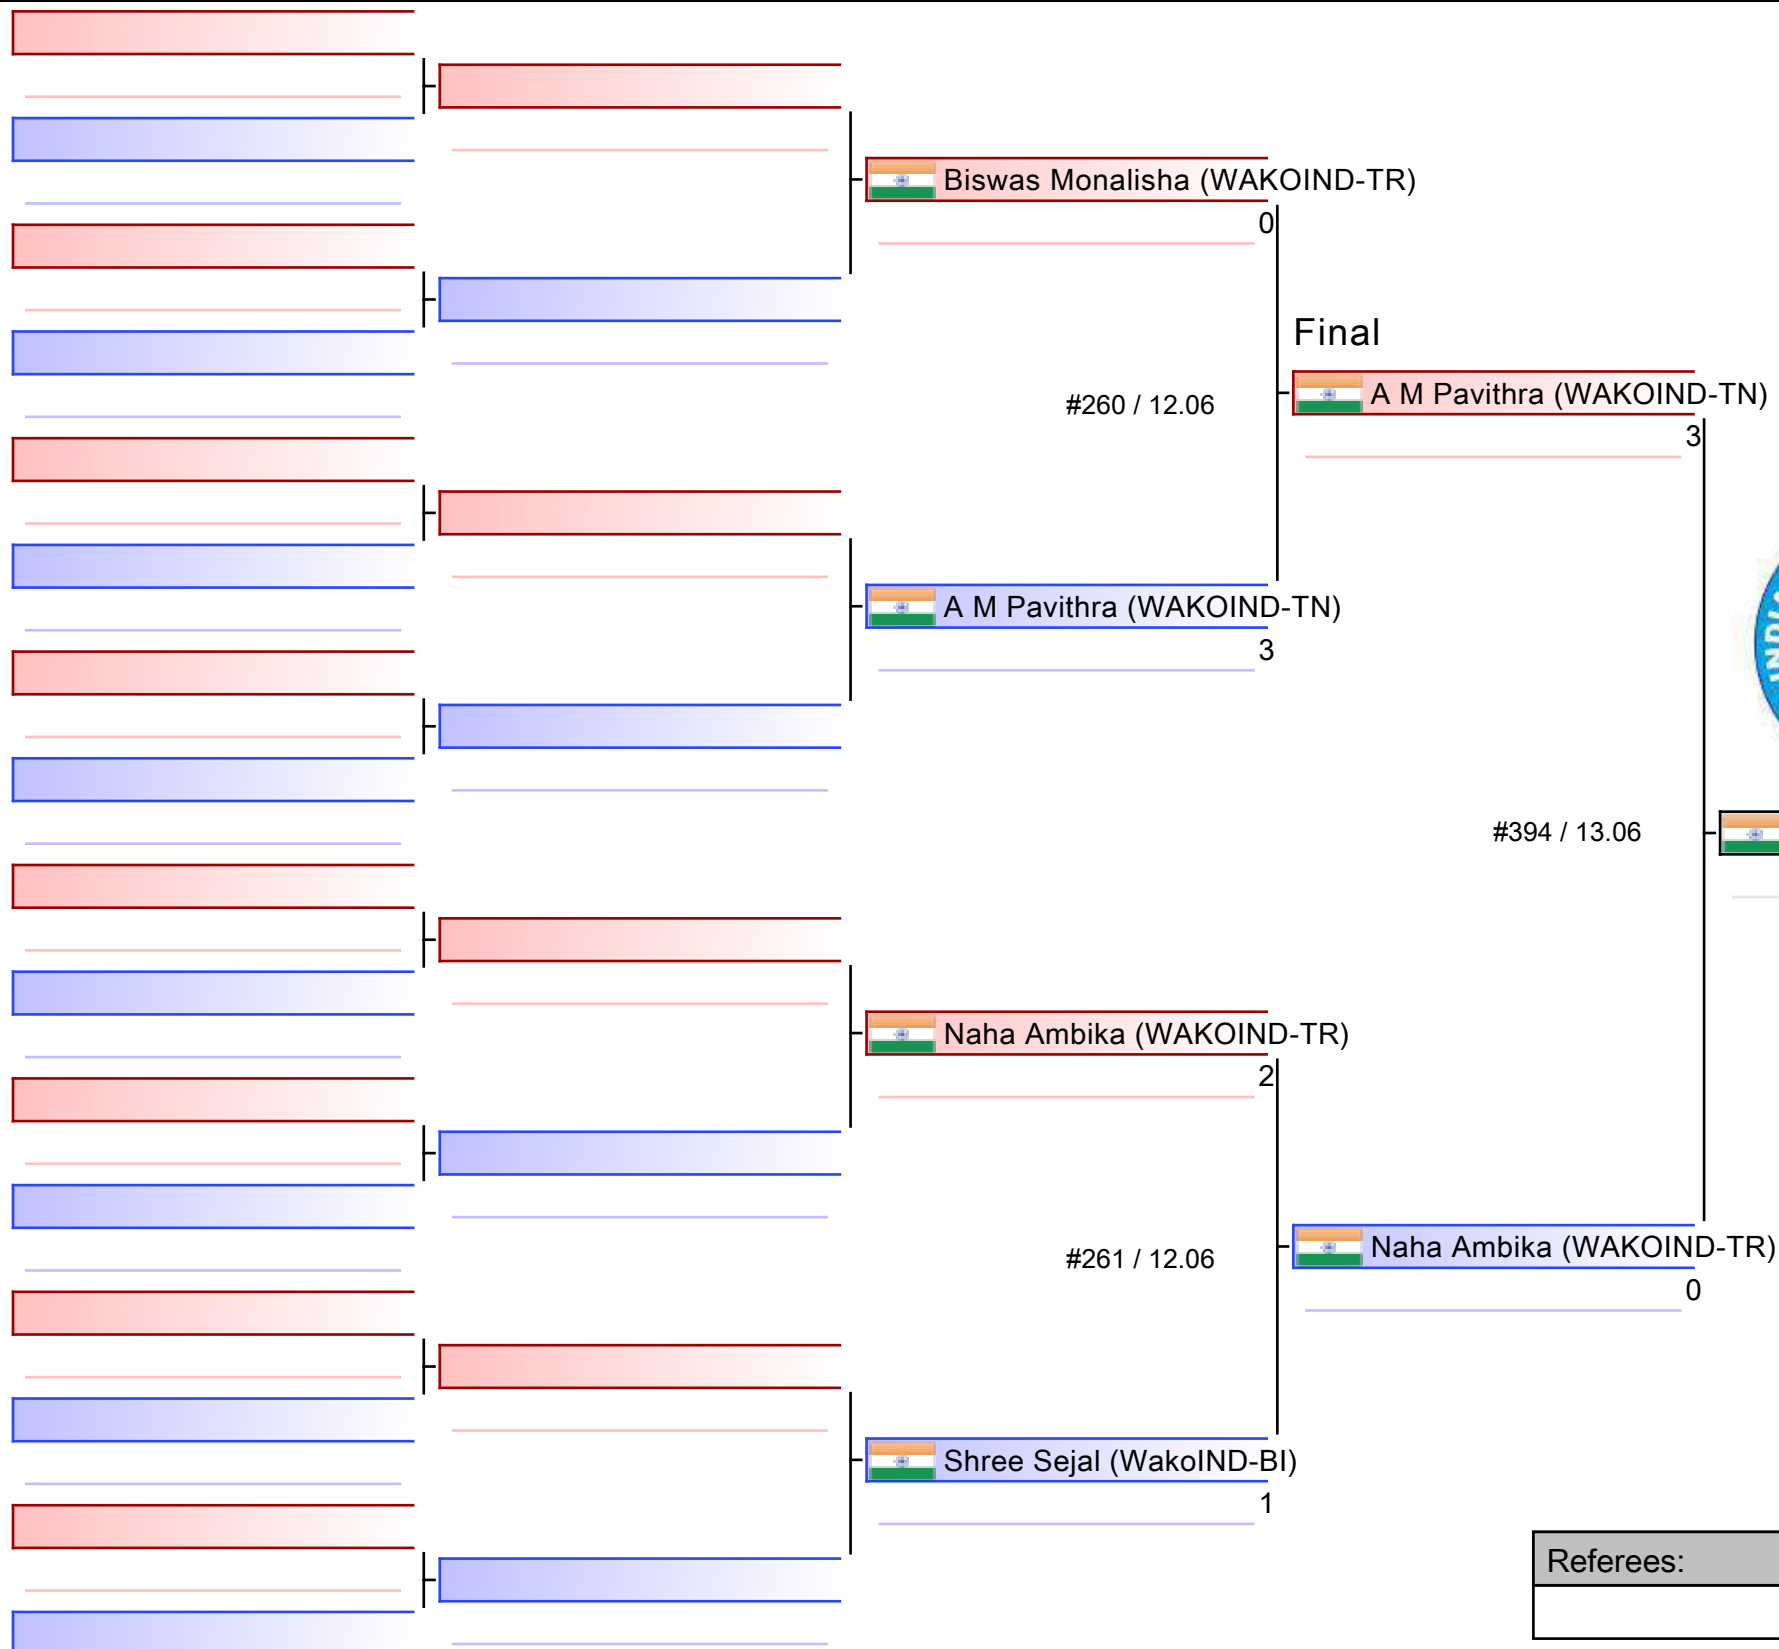 Biswas Monalisha (WAKOIND-TR)
0
Final
#260 / 12.06
A M Pavithra (WAKOIND-TN)
3
A M Pavithra (WAKOIND-TN)
3
#394 / 13.06
Naha Ambika (WAKOIND-TR)
2
#261 / 12.06
Naha Ambika (WAKOIND-TR)
0
Shree Sejal (WakoIND-BI)
1
Referees: